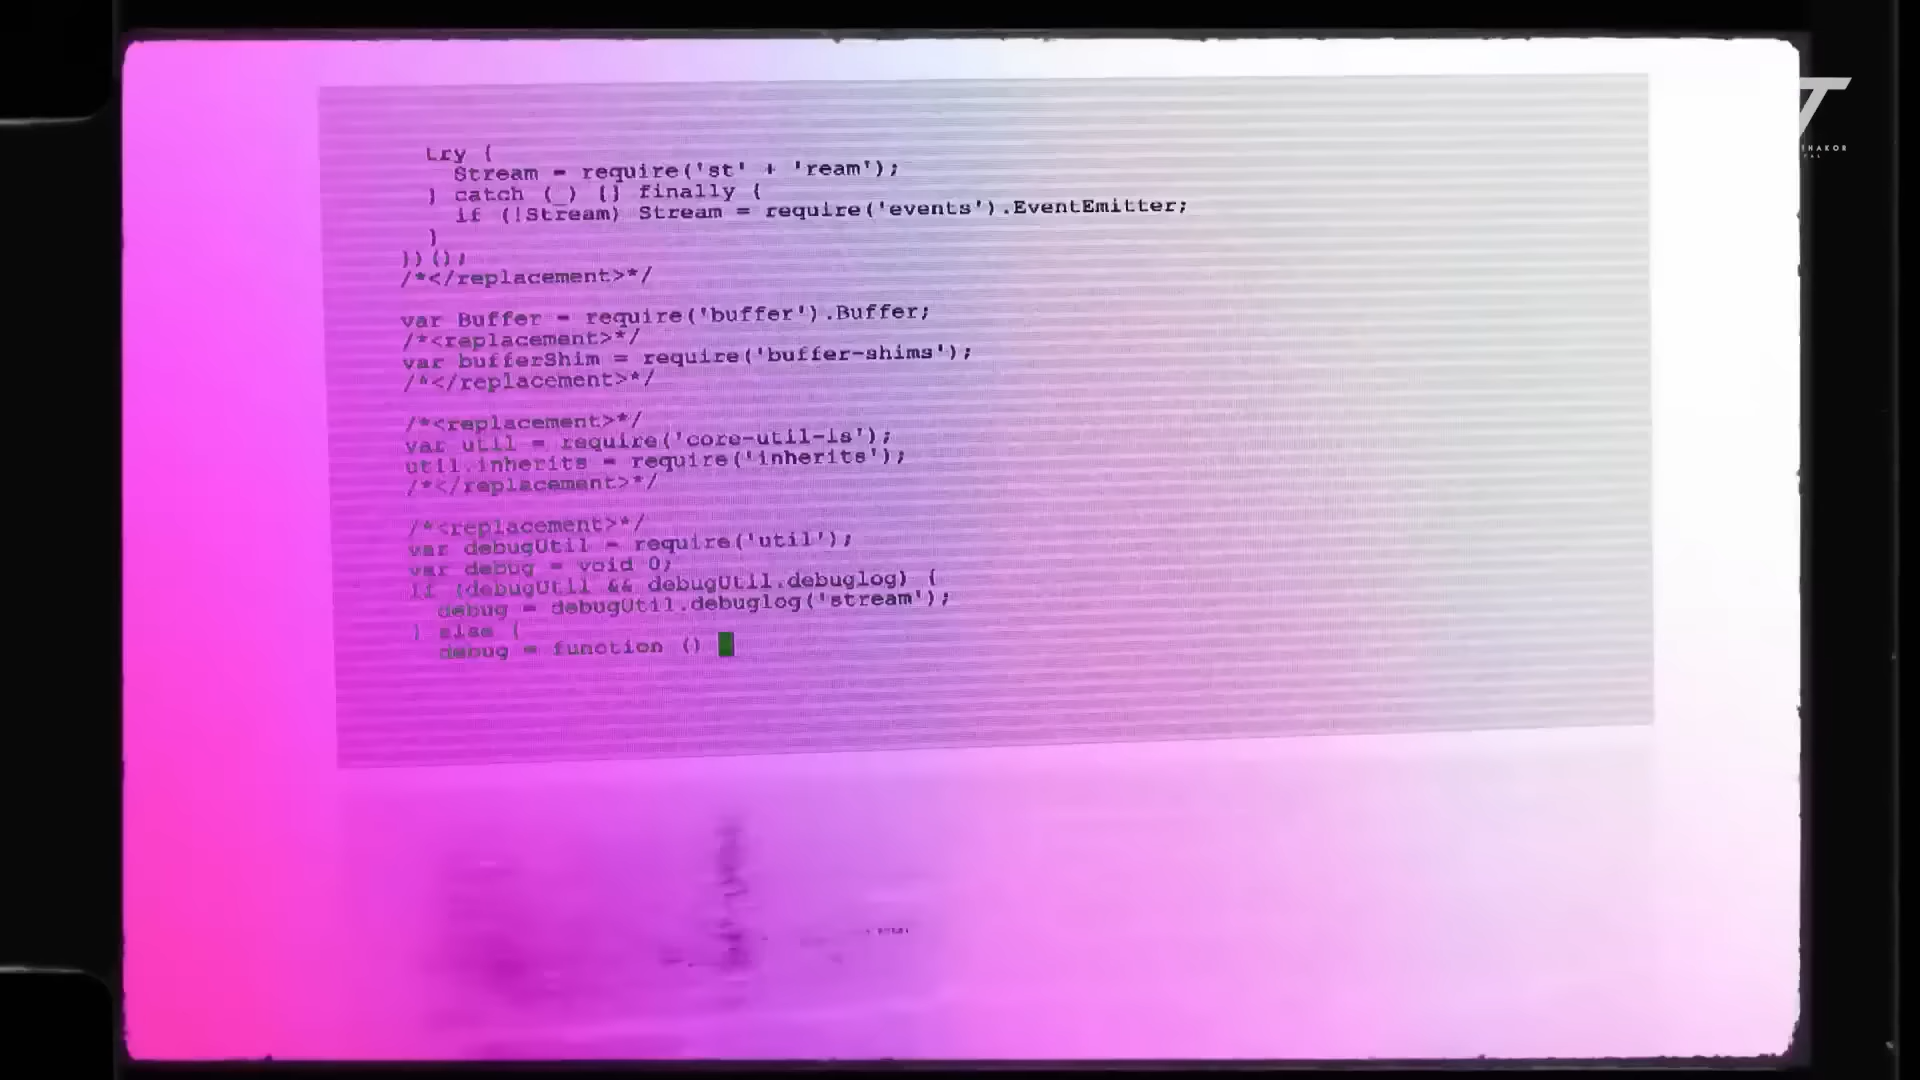 try {
Stream = require('st' + 'ream');
} catch (_) {} finally {
if (!Stream) Stream = require('events').EventEmitter;
}
})();
/*</replacement>*/
var Buffer = require('buffer').Buffer;
/*<replacement>*/
var bufferShim = require('buffer-shims');
/*</replacement>*/
/*<replacement>*/
var util = require('core-util-is');
util.inherits = require('inherits');
/*</replacement>*/
/*<replacement>*/
var debugUtil = require('util');
var debug = void 0;
if (debugUtil && debugUtil.debuglog) {
debug = debugUtil.debuglog('stream');
} else {
debug = function ()